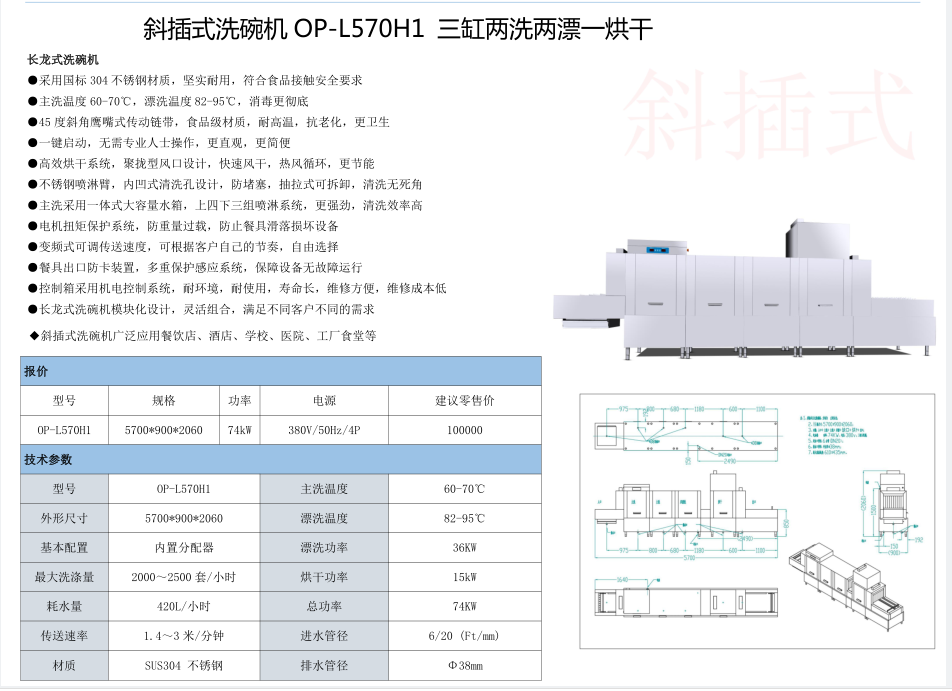 斜插式洗碗机 OP-L570H1 三缸两洗两漂一烘干
长龙式洗碗机
●采用国标 304 不锈钢材质，坚实耐用，符合食品接触安全要求
●主洗温度 60-70℃，漂洗温度 82-95℃，消毒更彻底
●45 度斜角鹰嘴式传动链带，食品级材质，耐高温，抗老化，更卫生
●一键启动，无需专业人士操作，更直观，更简便
●高效烘干系统，聚拢型风口设计，快速风干，热风循环，更节能
●不锈钢喷淋臂，内凹式清洗孔设计，防堵塞，抽拉式可拆卸，清洗无死角
●主洗采用一体式大容量水箱，上四下三组喷淋系统，更强劲，清洗效率高
●电机扭矩保护系统，防重量过载，防止餐具滑落损坏设备
●变频式可调传送速度，可根据客户自己的节奏，自由选择
●餐具出口防卡装置，多重保护感应系统，保障设备无故障运行
●控制箱采用机电控制系统，耐环境，耐使用，寿命长，维修方便，维修成本低
●长龙式洗碗机模块化设计，灵活组合，满足不同客户不同的需求
◆斜插式洗碗机广泛应用餐饮店、酒店、学校、医院、工厂食堂等
斜插式
报价
型号 规格 功率 电源 建议零售价
OP-L570H1 5700*900*2060 74kW 380V/50Hz/4P 100000
技术参数
型号 OP-L570H1 主洗温度 60-70℃
外形尺寸 5700*900*2060 漂洗温度 82-95℃
基本配置 内置分配器 漂洗功率 36KW
最大洗涤量 2000～2500 套/小时 烘干功率 15kW
耗水量 420L/小时 总功率 74KW
传送速率 1.4～3 米/分钟 进水管径 6/20 (Ft/mm)
材质 SUS304 不锈钢 排水管径 Φ38mm
975 800 680 1180 600 1180
2490
975 800 680 1180 600 1180
5700
1640